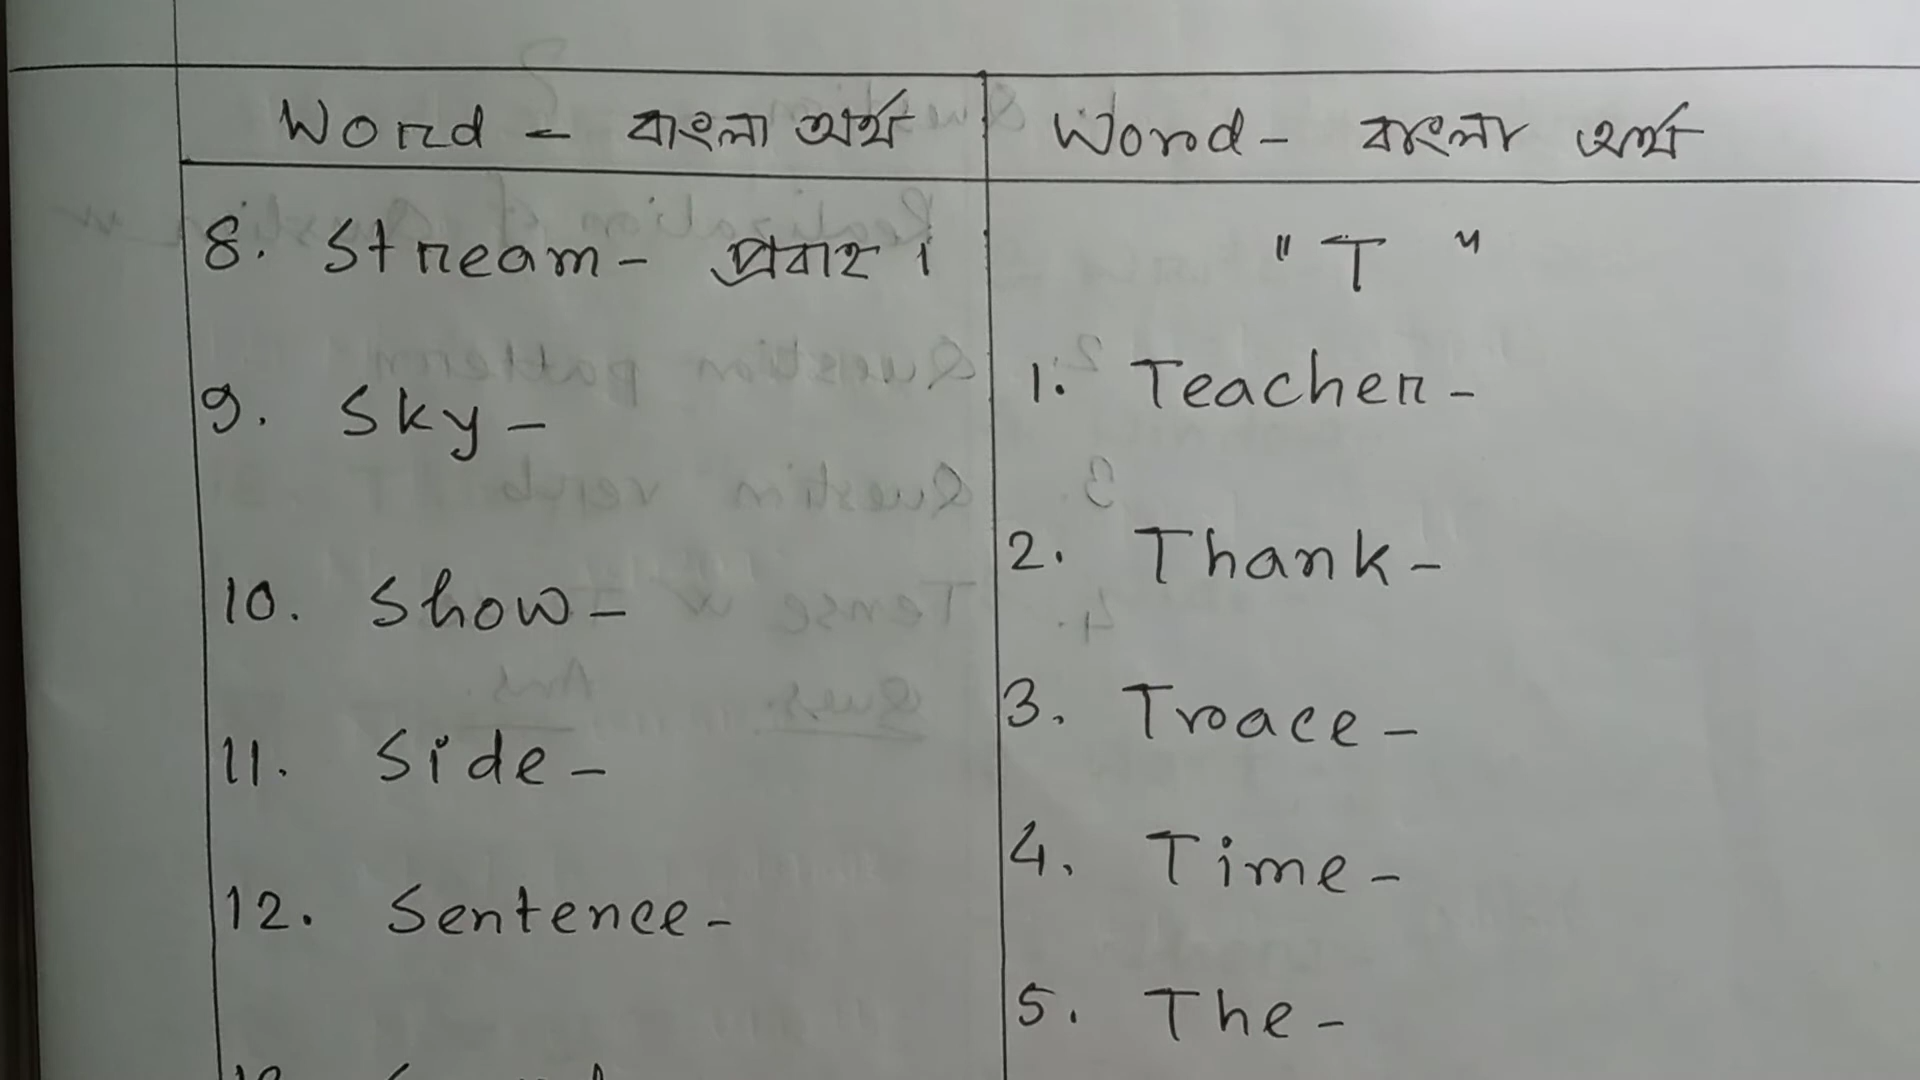 Word - বাংলা অর্থ
8. Stream - প্রবাহ ।
9. Sky -
10. Show -
11. Side -
12. Sentence -
Word - বাংলা অর্থ
"T"
1. Teacher -
2. Thank -
3. Troace -
4. Time -
5. The -